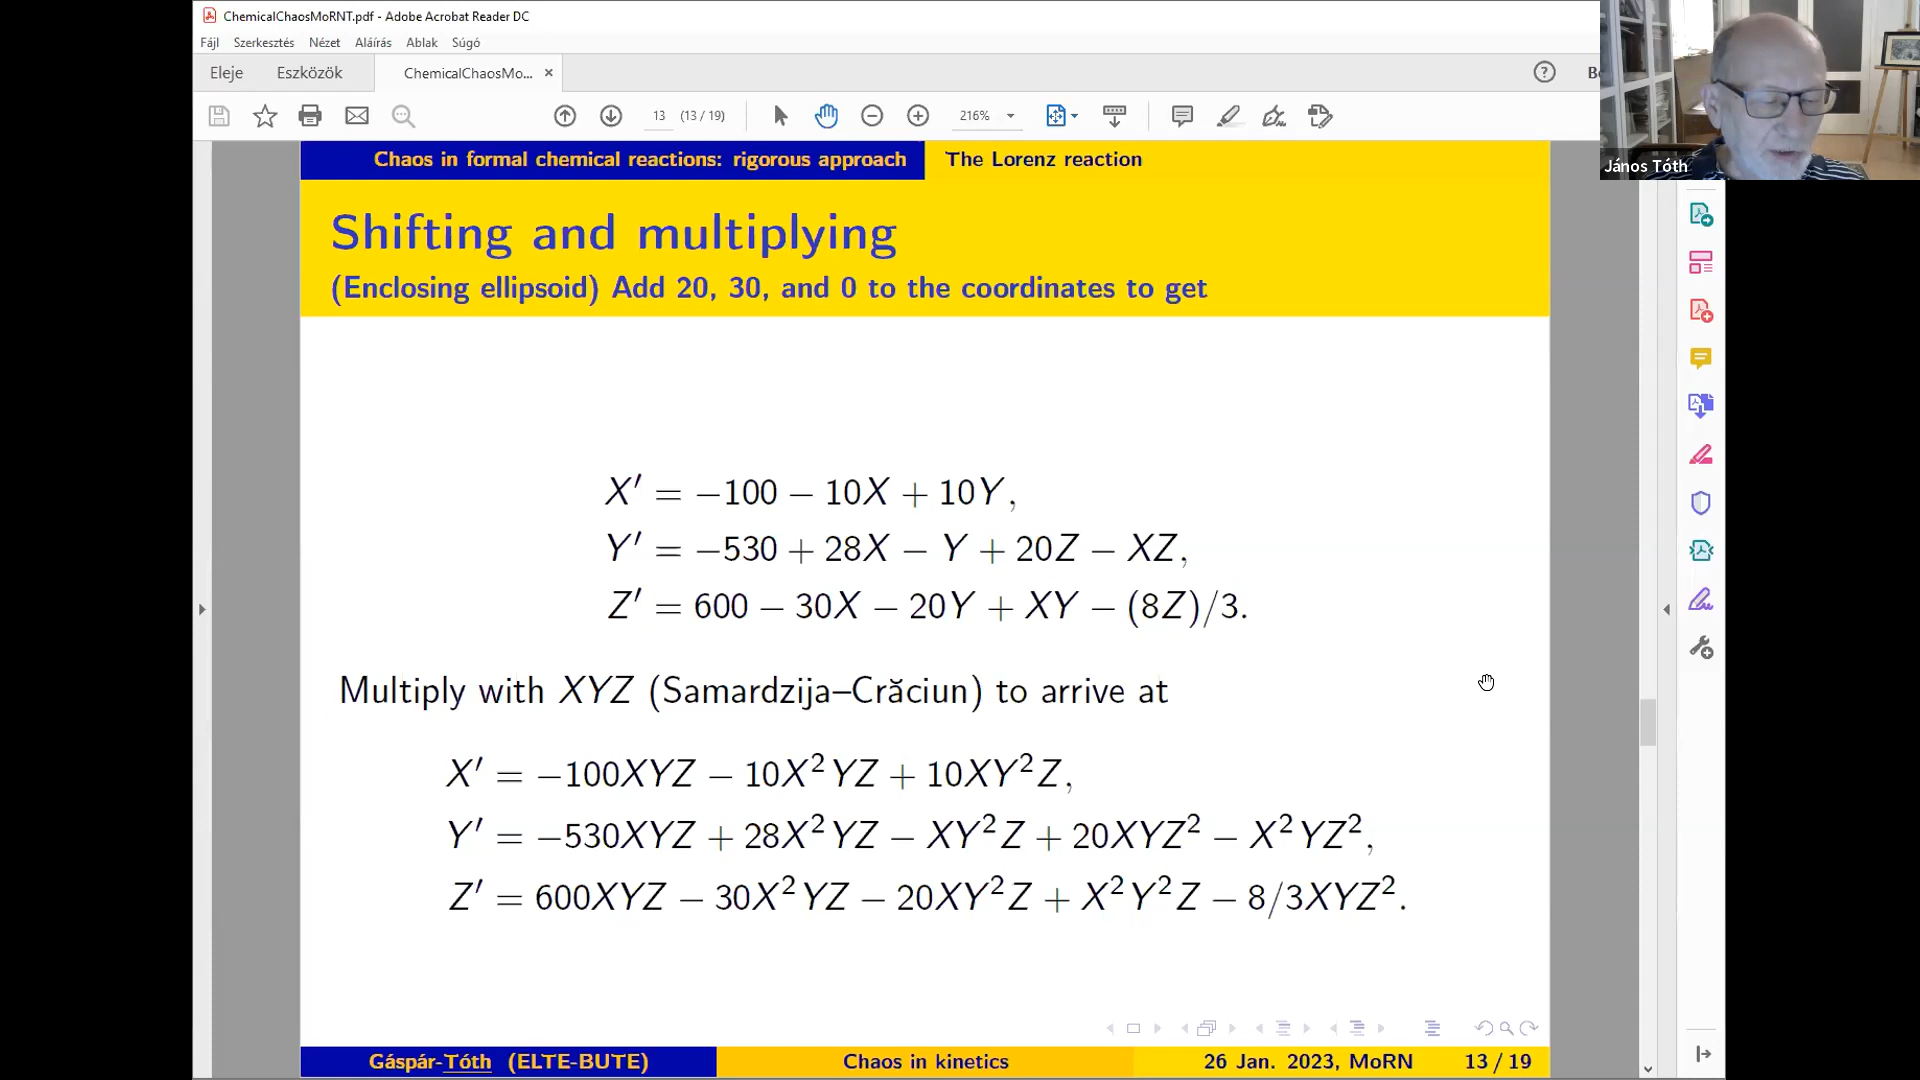 ChemicalChaosMoRNT.pdf - Adobe Acrobat Reader DC
Fájl Szerkesztés Nézet Aláírás Ablak Súgó
Eleje Eszközök ChemicalChaosMo... ×
13 (13 / 19) 216%
János Tóth
Chaos in formal chemical reactions: rigorous approach The Lorenz reaction
Shifting and multiplying
(Enclosing ellipsoid) Add 20, 30, and 0 to the coordinates to get
X′ = −100 − 10X + 10Y,
Y′ = −530 + 28X − Y + 20Z − XZ,
Z′ = 600 − 30X − 20Y + XY − (8Z)/3.
Multiply with XYZ (Samardzija–Crăciun) to arrive at
X′ = −100XYZ − 10X²YZ + 10XY²Z,
Y′ = −530XYZ + 28X²YZ − XY²Z + 20XYZ² − X²YZ²,
Z′ = 600XYZ − 30X²YZ − 20XY²Z + X²Y²Z − 8/3XYZ².
Gáspár-Tóth (ELTE-BUTE) Chaos in kinetics 26 Jan. 2023, MoRN 13 / 19